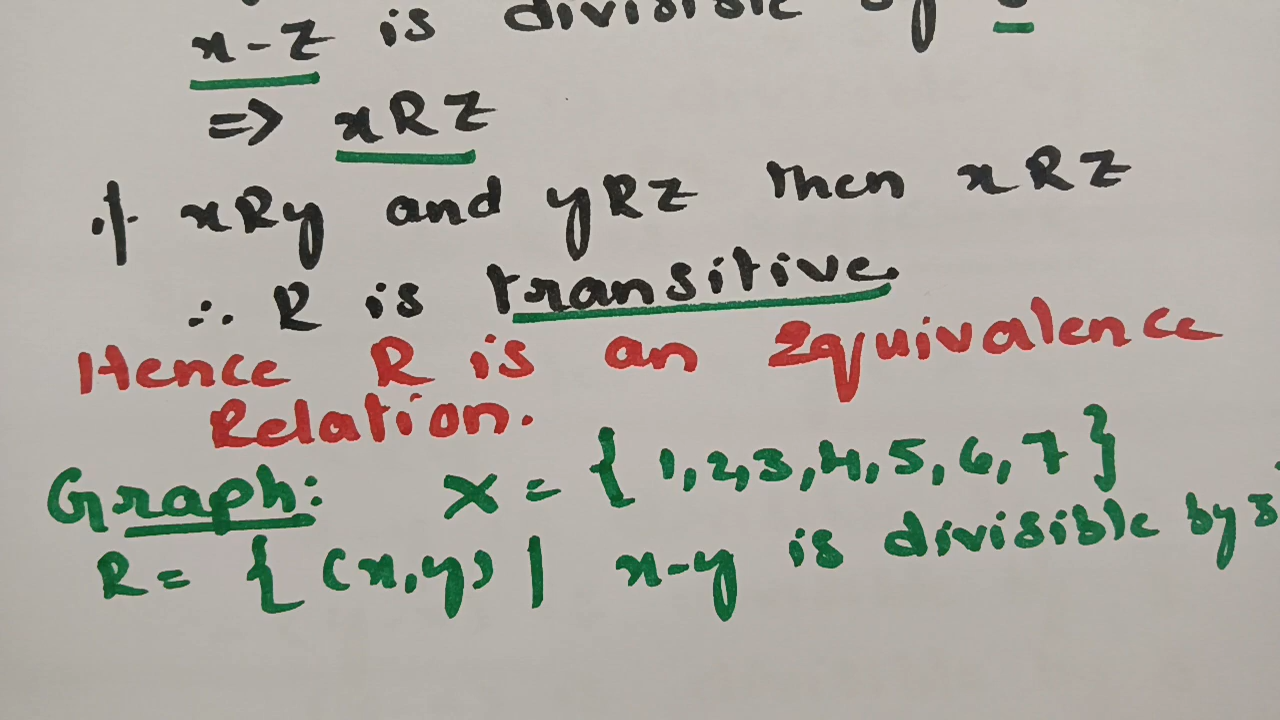 x-z is divisible by
=> xRz
if xRy and yRz then xRz
∴ R is transitive.
Hence R is an Equivalence
Relation.
Graph: X = { 1,2,3,4,5,6,7 }
R = { (x,y) | x-y is divisible by 3